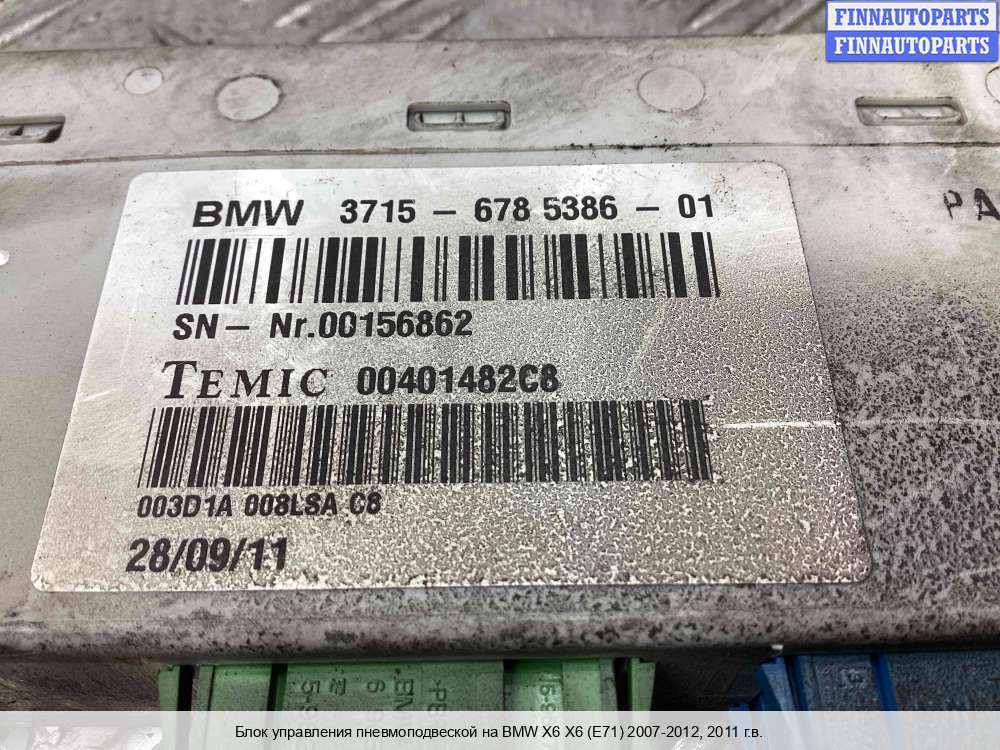 FINNAUTOPARTS
FINNAUTOPARTS
PA
BMW 3715 – 678 5386 – 01
SN – Nr.00156862
TEMIC 00401482C8
003D1A 008LSA C8
28/09/11
Блок управления пневмоподвеской на BMW X6 X6 (E71) 2007-2012, 2011 г.в.